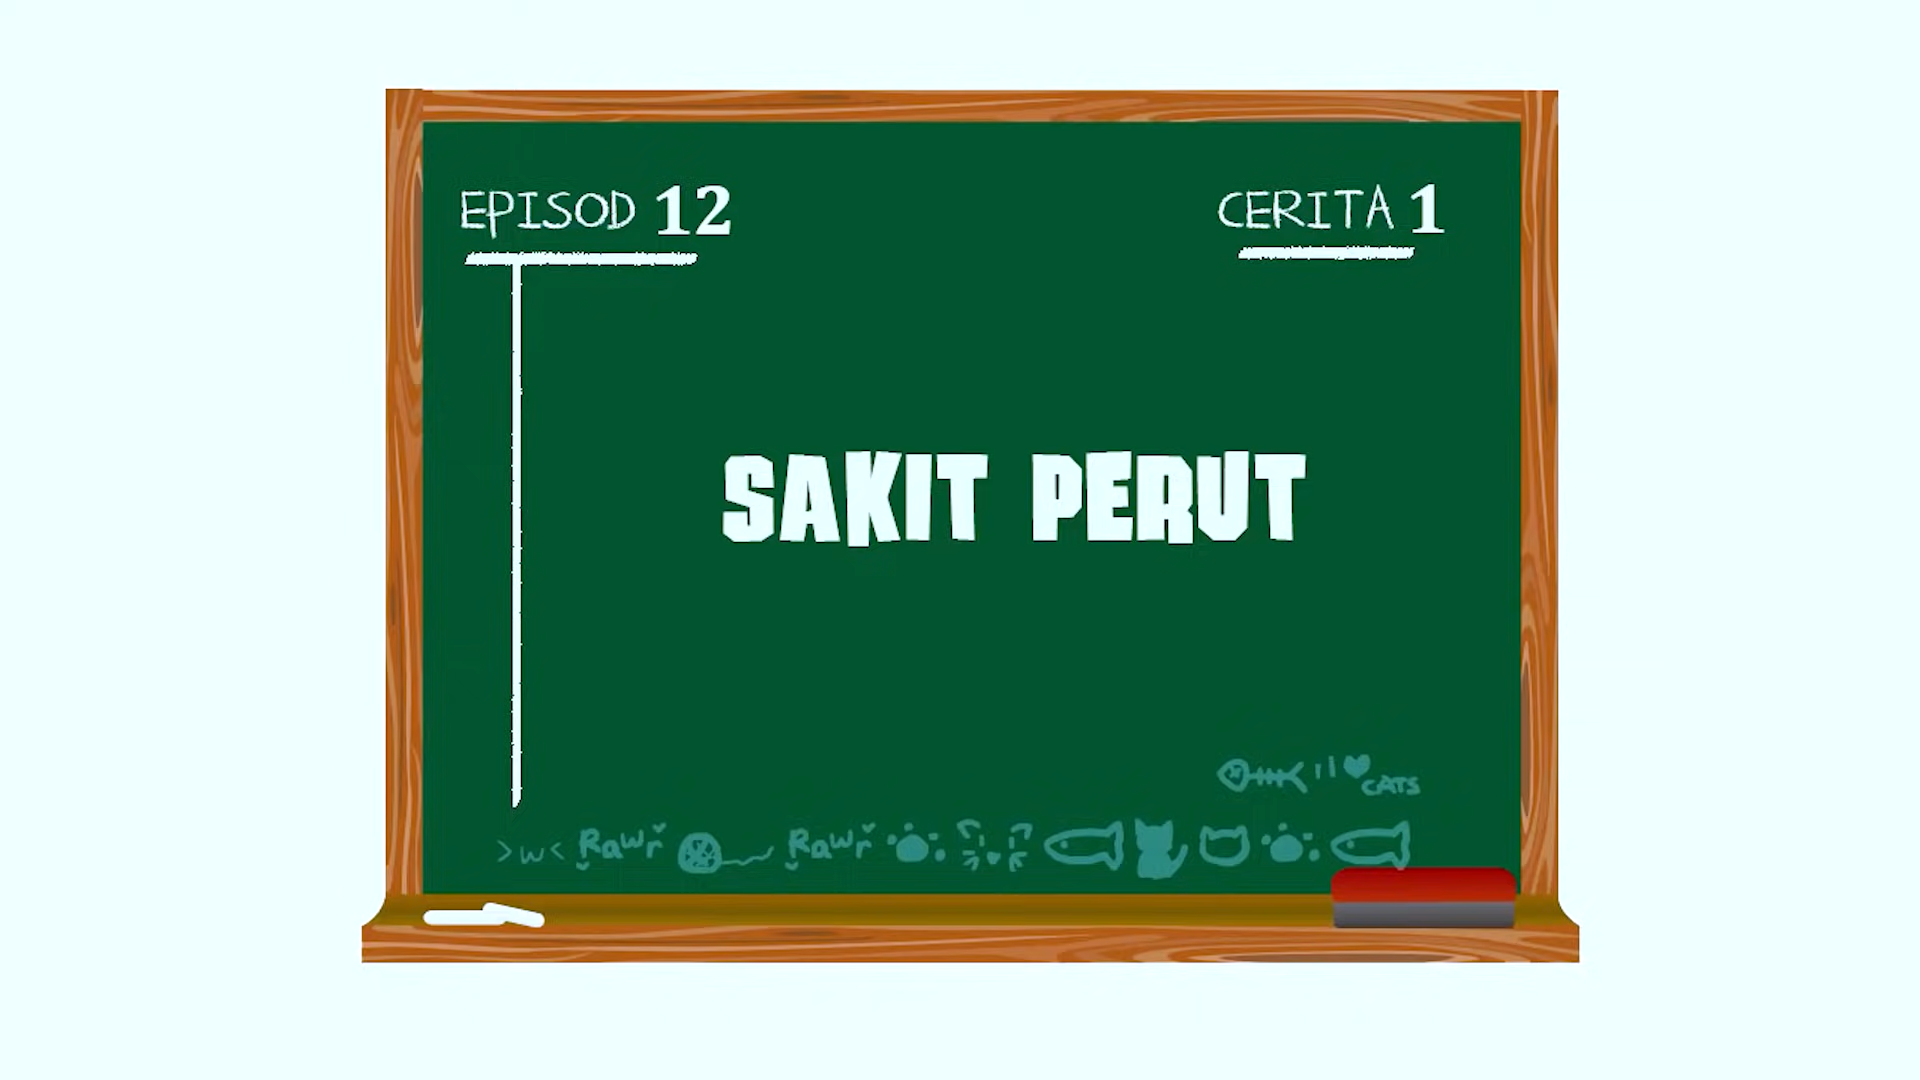 EPISOD 12
CERITA 1
SAKIT PERUT
CATS
>w< Rawr Rawr